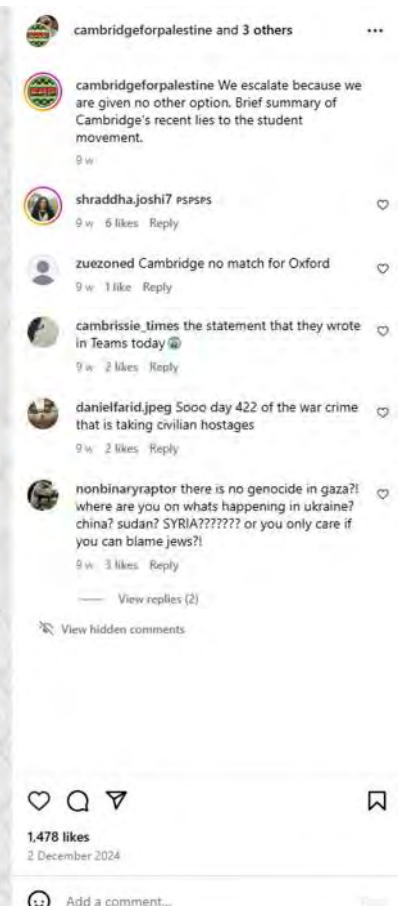 cambridgeforpalestine and 3 others
cambridgeforpalestine We escalate because we
are given no other option. Brief summary of
Cambridge's recent lies to the student
movement.
9 w
shraddha.joshi7 PSPSPS
9 w 6 likes Reply
zuezoned Cambridge no match for Oxford
9 w 1 like Reply
cambrissie_times the statement that they wrote
in Teams today
9 w 2 likes Reply
danielfarid.jpeg Sooo day 422 of the war crime
that is taking civilian hostages
9 w 2 likes Reply
nonbinaryraptor there is no genocide in gaza?!
where are you on whats happening in ukraine?
china? sudan? SYRIA??????? or you only care if
you can blame jews?!
9 w 3 likes Reply
View replies (2)
View hidden comments
1,478 likes
2 December 2024
Add a comment...